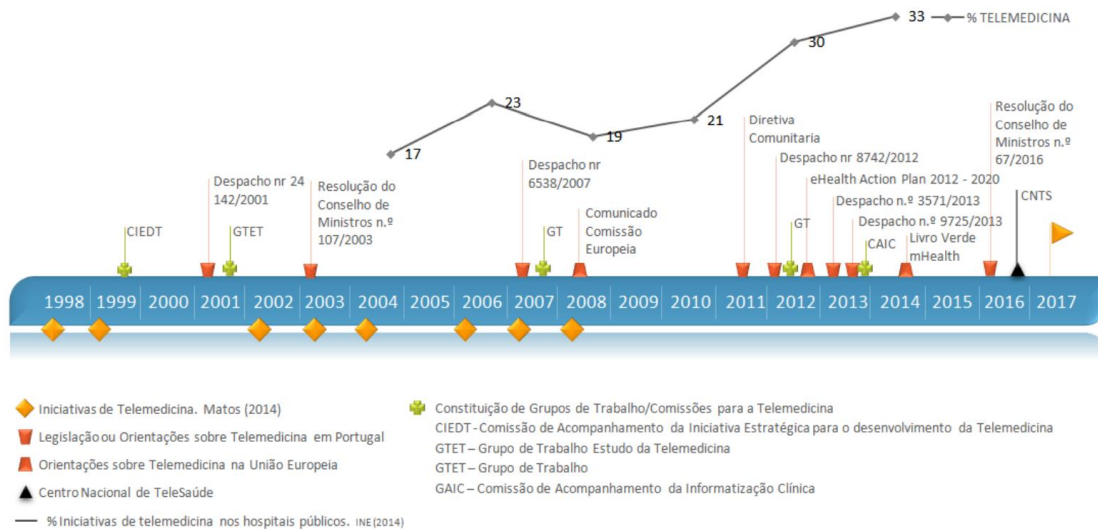 33
% TELEMEDICINA
30
23
21
19
17
Resolução do
Conselho de
Ministros n.º
67/2016
Diretiva
Comunitaria
Despacho nr 8742/2012
Despacho nr
6538/2007
eHealth Action Plan 2012 - 2020
Despacho nr 24
142/2001
Resolução do
Conselho de
Ministros n.º
107/2003
Despacho n.º 3571/2013
CNTS
Comunicado
Comissão
Europeia
Despacho n.º 9725/2013
CIEDT
GTET
GT
GT
CAIC
Livro Verde
mHealth
1998 1999 2000 2001 2002 2003 2004 2005 2006 2007 2008 2009 2010 2011 2012 2013 2014 2015 2016 2017
Iniciativas de Telemedicina. Matos (2014)
Legislação ou Orientações sobre Telemedicina em Portugal
Orientações sobre Telemedicina na União Europeia
Centro Nacional de TeleSaúde
% Iniciativas de telemedicina nos hospitais públicos. INE (2014)
Constituição de Grupos de Trabalho/Comissões para a Telemedicina
CIEDT - Comissão de Acompanhamento da Iniciativa Estratégica para o desenvolvimento da Telemedicina
GTET – Grupo de Trabalho Estudo da Telemedicina
GTET – Grupo de Trabalho
GAIC – Comissão de Acompanhamento da Informatização Clínica